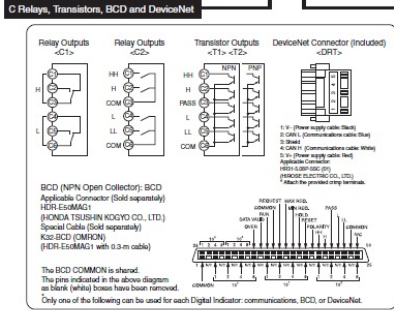 C Relays, Transistors, BCD and DeviceNet
Relay Outputs
<C1>
Relay Outputs
<C2>
Transistor Outputs
<T1> <T2>
DeviceNet Connector (Included)
<DRT>
NPN
PNP
H
L
HH
H
COM
L
LL
COM
HH
H
PASS
COM
L
LL
1: V- (Power supply cable: Black)
2: CAN L (Communications cable: Blue)
3: Shield
4: CAN H (Communications cable: White)
5: V+ (Power supply cable: Red)
Applicable Connector:
(HIROSE ELECTRIC CO., LTD.)
* Attach the provided crimp terminals.
BCD (NPN Open Collector): BCD
Applicable Connector (Sold separately)
HDR-E50MAG1
(HONDA TSUSHIN KOGYO CO., LTD.)
Special Cable (Sold separately)
K32-BCD (OMRON)
(HDR-E50MAG1 with 0.3-m cable)
REQUEST
MAX REQ.
PASS
COMMON
MIN REQ.
L
RUN
HOLD
LL
DATA VALID
RESET
OVER
POLARITY
COMMON
The BCD COMMON is shared.
The pins indicated in the above diagram
as blank (white) boxes have been removed.
Only one of the following can be used for each Digital Indicator: communications, BCD, or DeviceNet.